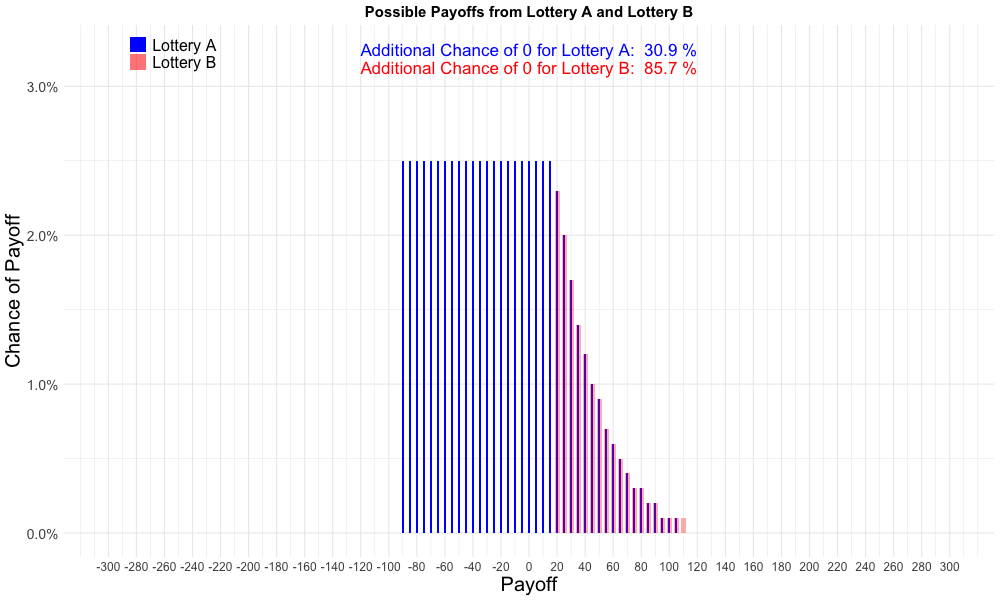 Possible Payoffs from Lottery A and Lottery B
Lottery A
Lottery B
Additional Chance of 0 for Lottery A: 30.9 %
Additional Chance of 0 for Lottery B: 85.7 %
Chance of Payoff
3.0%
2.0%
1.0%
0.0%
-300 -280 -260 -240 -220 -200 -180 -160 -140 -120 -100 -80 -60 -40 -20 0 20 40 60 80 100 120 140 160 180 200 220 240 260 280 300
Payoff